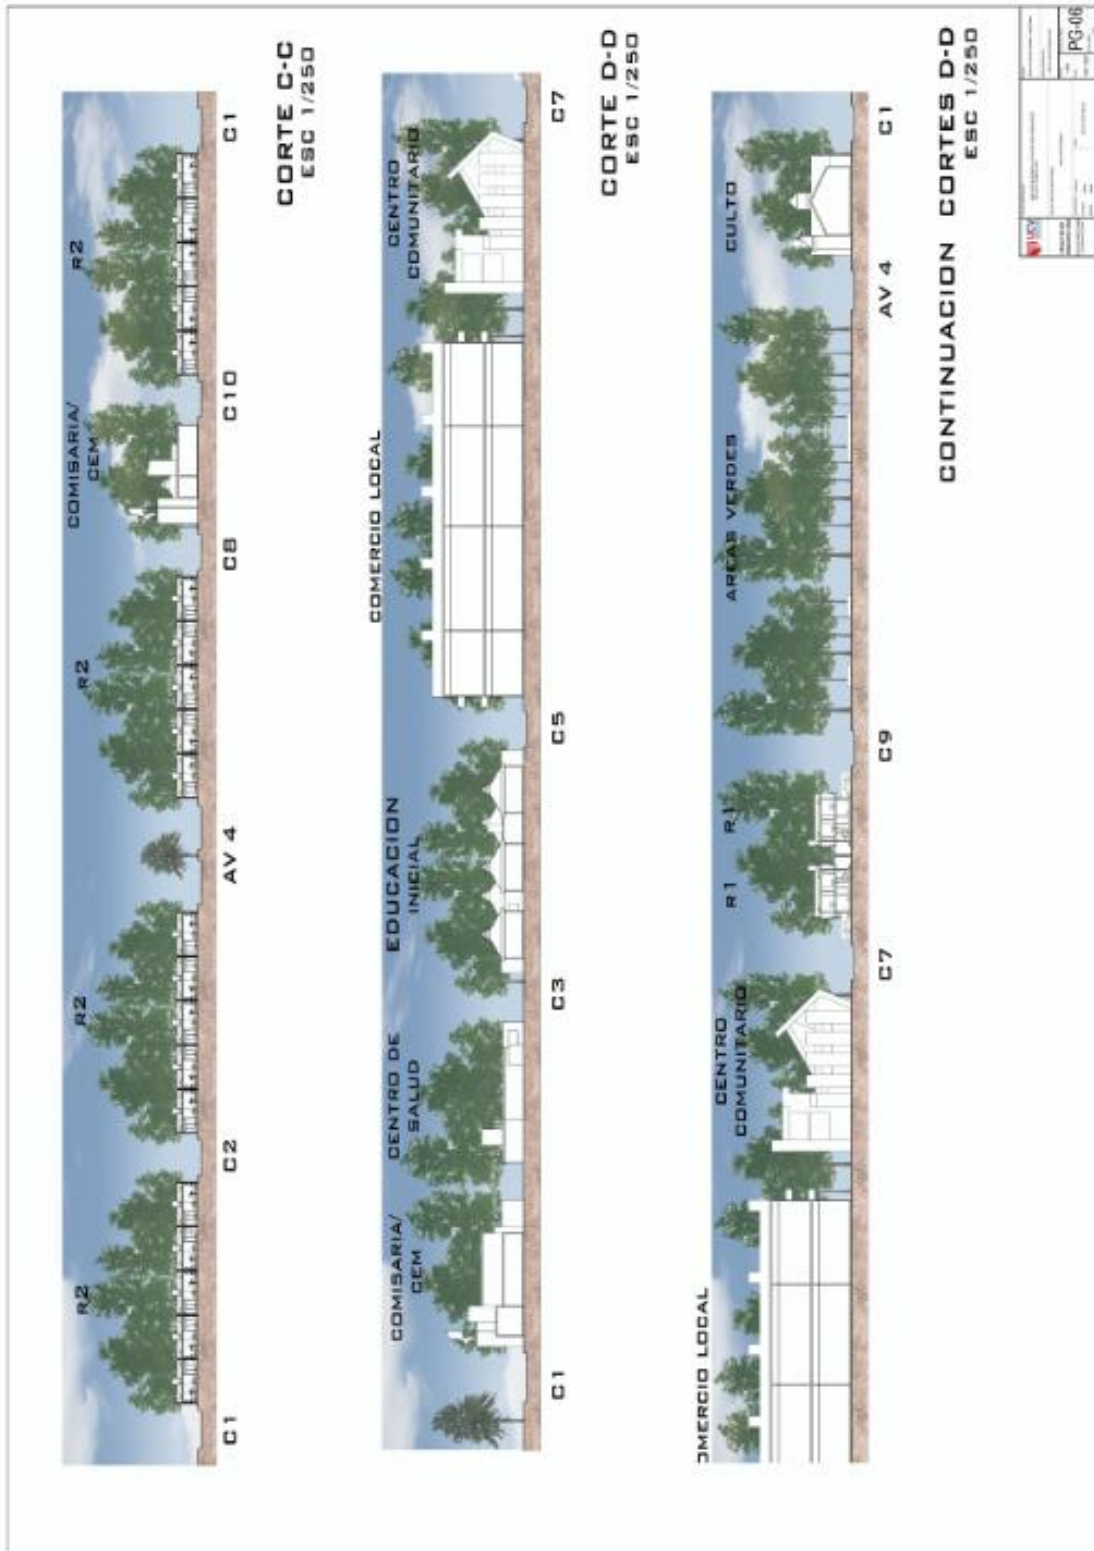 R2
R2
R2
COMISARIA/
CEM
R2
C1
C2
AV 4
C8
C10
C1
CORTE C-C
ESC 1/250
COMISARIA/
CEM
CENTRO DE
SALUD
EDUCACION
INICIAL
COMERCIO LOCAL
CENTRO
COMUNITARIO
C1
C3
C5
C7
CORTE D-D
ESC 1/250
OMERCIO LOCAL
CENTRO
COMUNITARIO
R1
R1
AREAS VERDES
CULTO
C7
C9
AV 4
C1
CONTINUACION CORTES D-D
ESC 1/250
UCV
PG-06